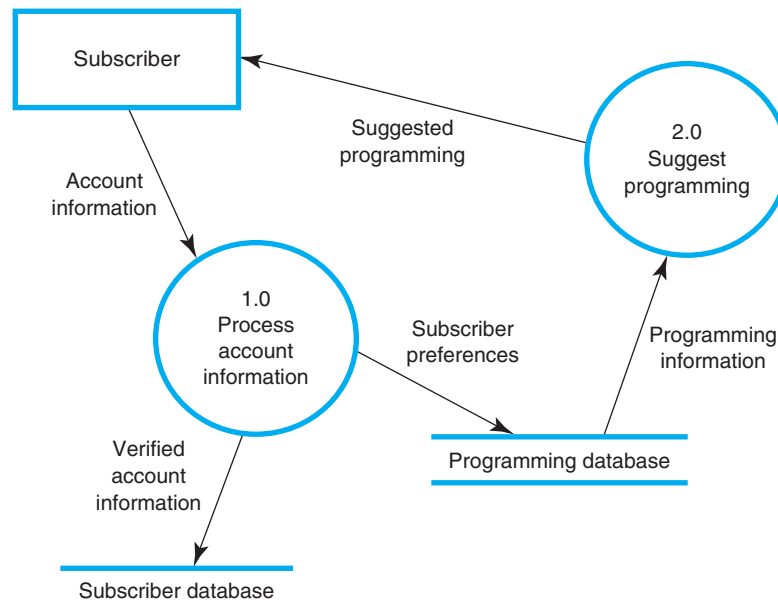 Subscriber
Suggested
programming
2.0
Suggest
programming
Account
information
1.0
Process
account
information
Subscriber
preferences
Programming
information
Verified
account
information
Programming database
Subscriber database